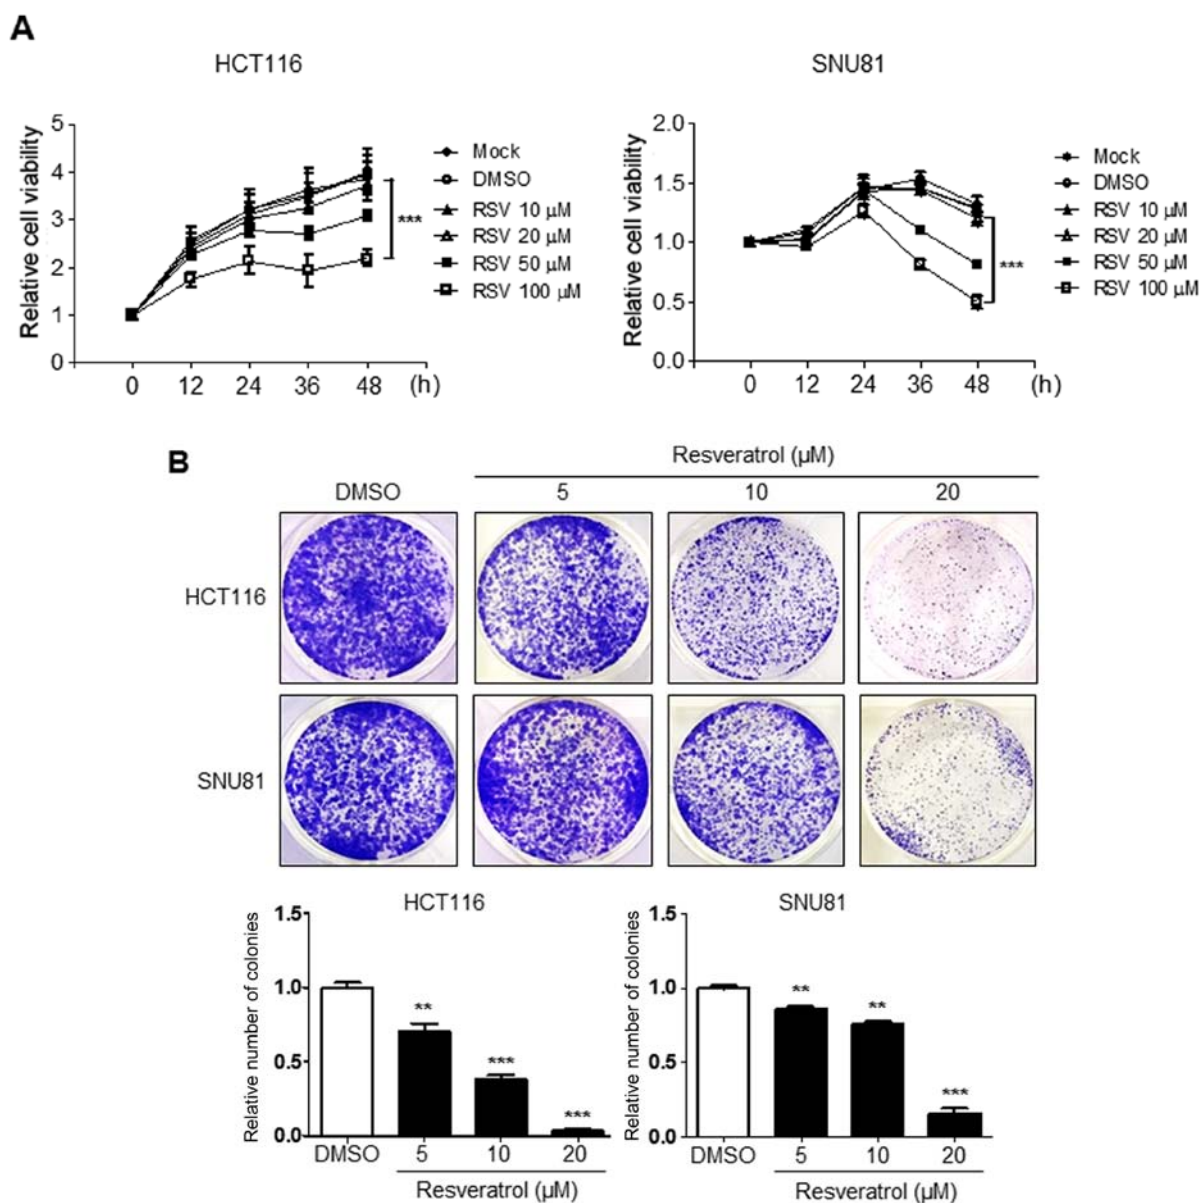 A
HCT116
Relative cell viability
5
4
3
2
1
0
0 12 24 36 48 (h)
Mock
DMSO
RSV 10 μM
RSV 20 μM
RSV 50 μM
RSV 100 μM
***
SNU81
Relative cell viability
2.0
1.5
1.0
0.5
0.0
0 12 24 36 48 (h)
Mock
DMSO
RSV 10 μM
RSV 20 μM
RSV 50 μM
RSV 100 μM
***
B
Resveratrol (μM)
DMSO 5 10 20
HCT116
SNU81
HCT116
Relative number of colonies
1.5
1.0
0.5
0.0
** *** ***
DMSO 5 10 20
Resveratrol (μM)
SNU81
Relative number of colonies
1.5
1.0
0.5
0.0
** ** ***
DMSO 5 10 20
Resveratrol (μM)